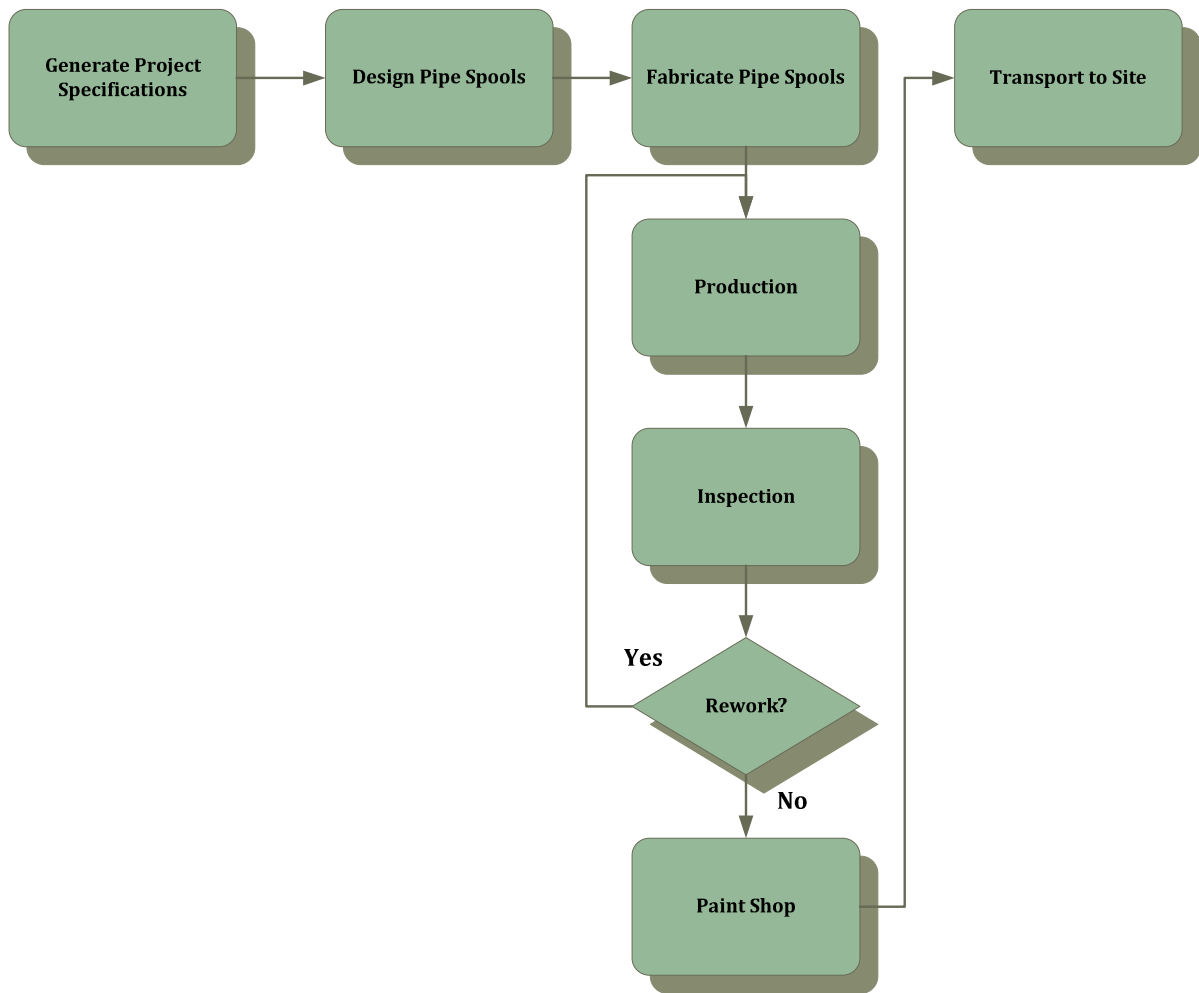 Generate Project
Specifications
Design Pipe Spools
Fabricate Pipe Spools
Transport to Site
Production
Inspection
Yes
Rework?
No
Paint Shop